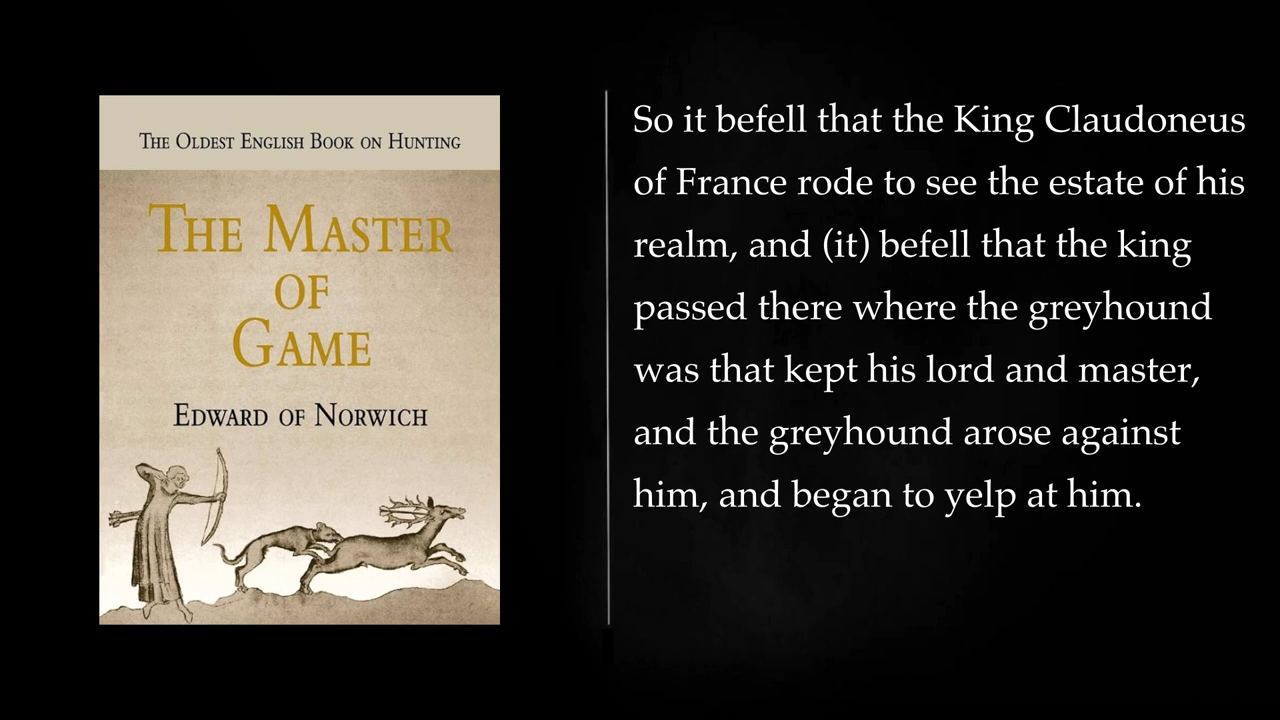 The Oldest English Book on Hunting
The Master
of
Game
Edward of Norwich
So it befell that the King Claudoneus
of France rode to see the estate of his
realm, and (it) befell that the king
passed there where the greyhound
was that kept his lord and master,
and the greyhound arose against
him, and began to yelp at him.